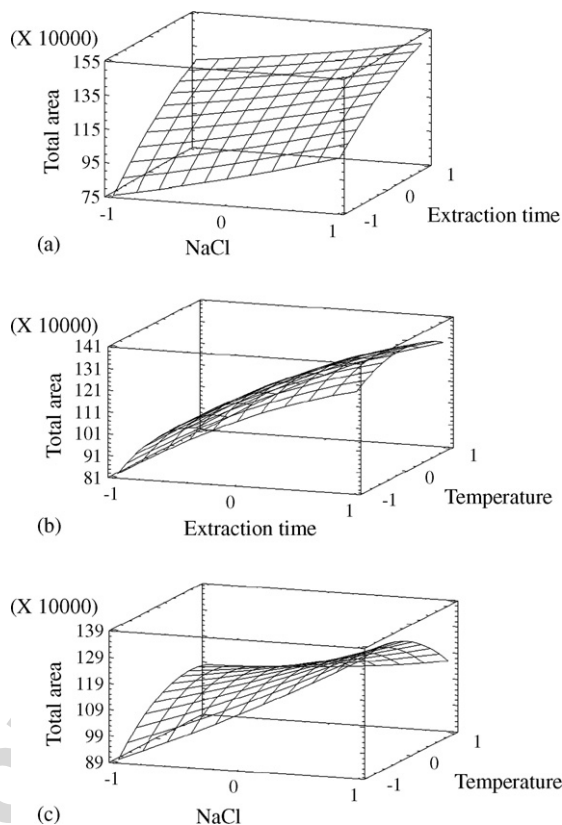 (X 10000)
155
135
115
95
75
Total area
-1
0
1
NaCl
-1
0
1
Extraction time
(a)
(X 10000)
141
131
121
111
101
91
81
Total area
-1
0
1
Extraction time
-1
0
1
Temperature
(b)
(X 10000)
139
129
119
109
99
89
Total area
-1
0
1
NaCl
-1
0
1
Temperature
(c)